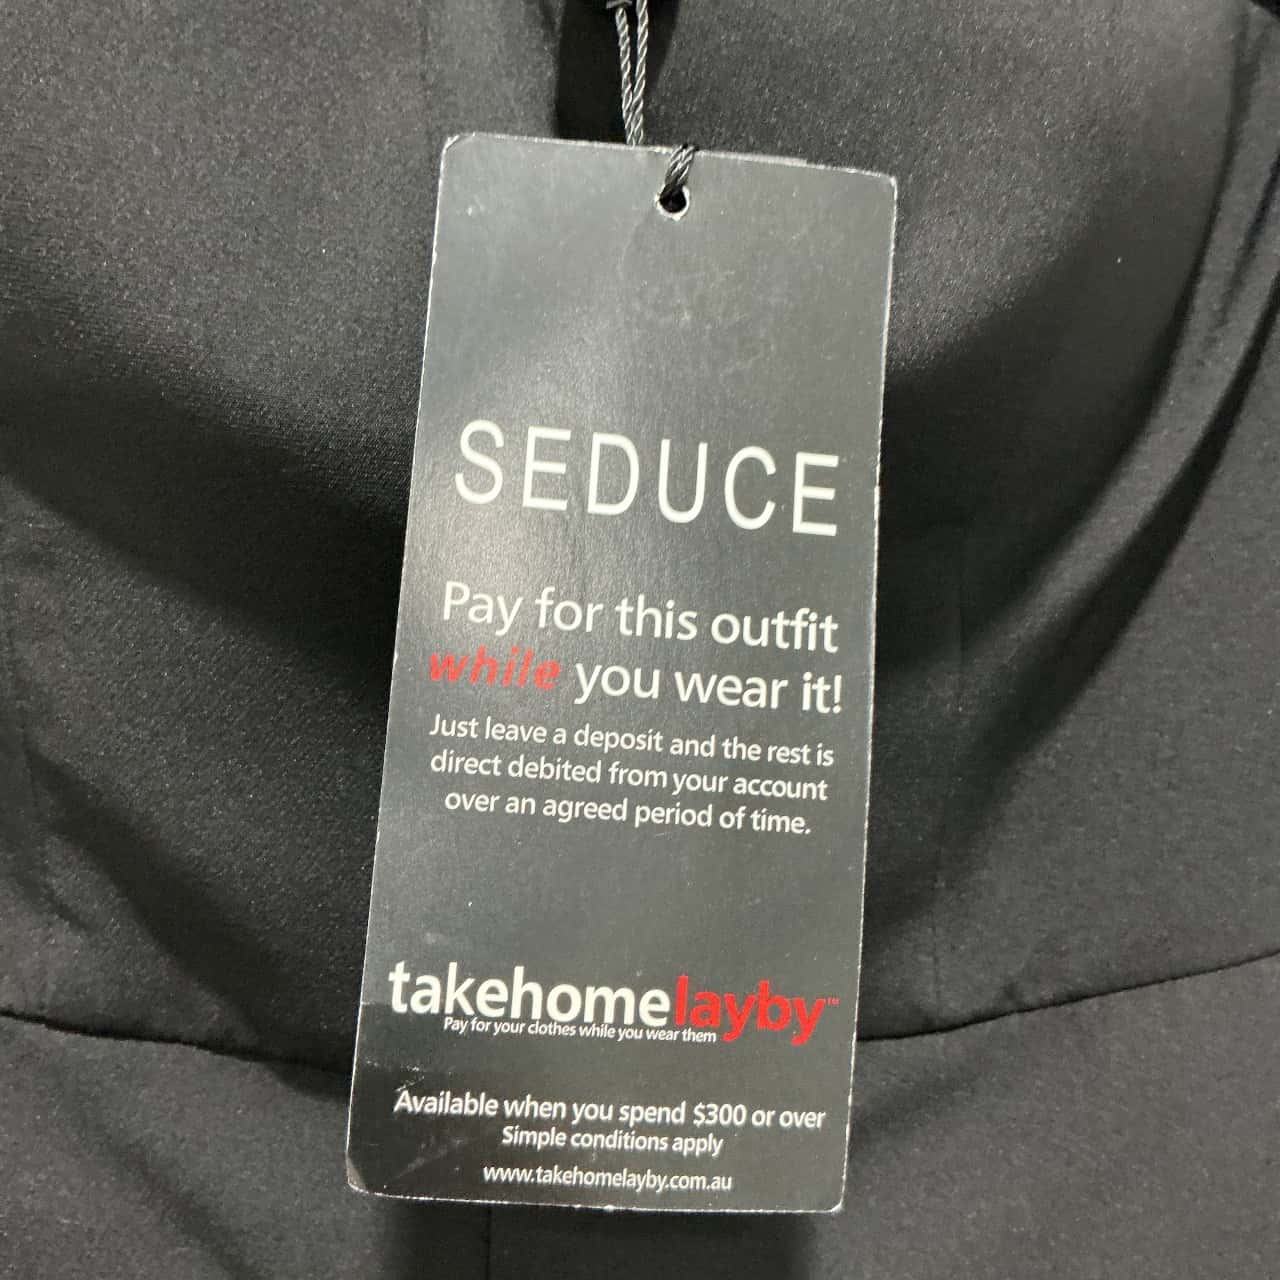 SEDUCE
Pay for this outfit
while you wear it!
Just leave a deposit and the rest is
direct debited from your account
over an agreed period of time.
takehomelayby™
Pay for your clothes while you wear them
Available when you spend $300 or over
Simple conditions apply
www.takehomelayby.com.au